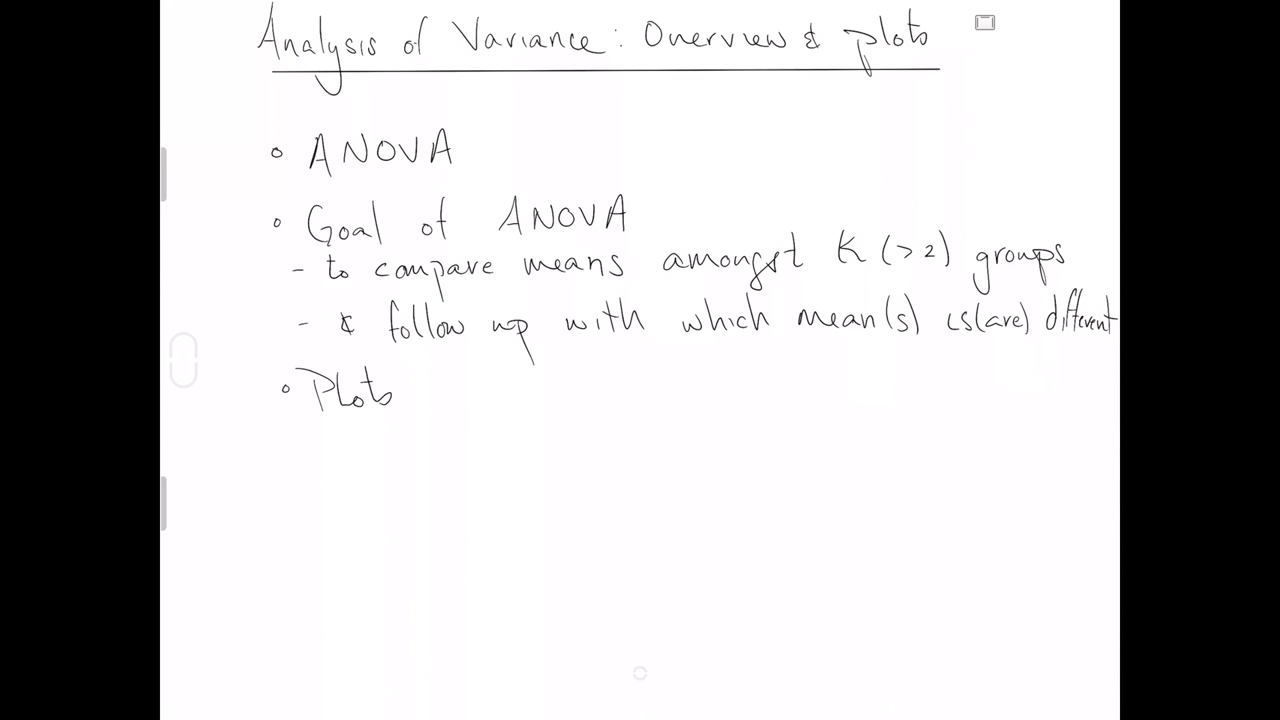 Analysis of Variance: Overview & plots
◦ ANOVA
◦ Goal of ANOVA
- to compare means amongst K (>2) groups
- & follow up with which mean(s) is(are) different
◦ Plots